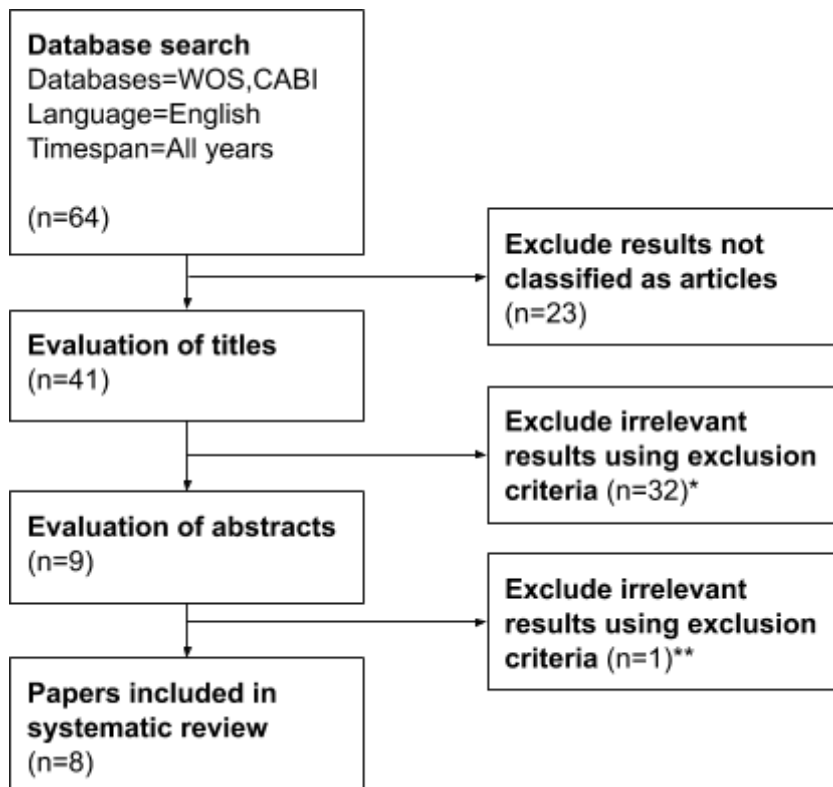 Database search
Databases=WOS,CABI
Language=English
Timespan=All years
(n=64)
Exclude results not
classified as articles
(n=23)
Evaluation of titles
(n=41)
Exclude irrelevant
results using exclusion
criteria (n=32)*
Evaluation of abstracts
(n=9)
Exclude irrelevant
results using exclusion
criteria (n=1)**
Papers included in
systematic review
(n=8)